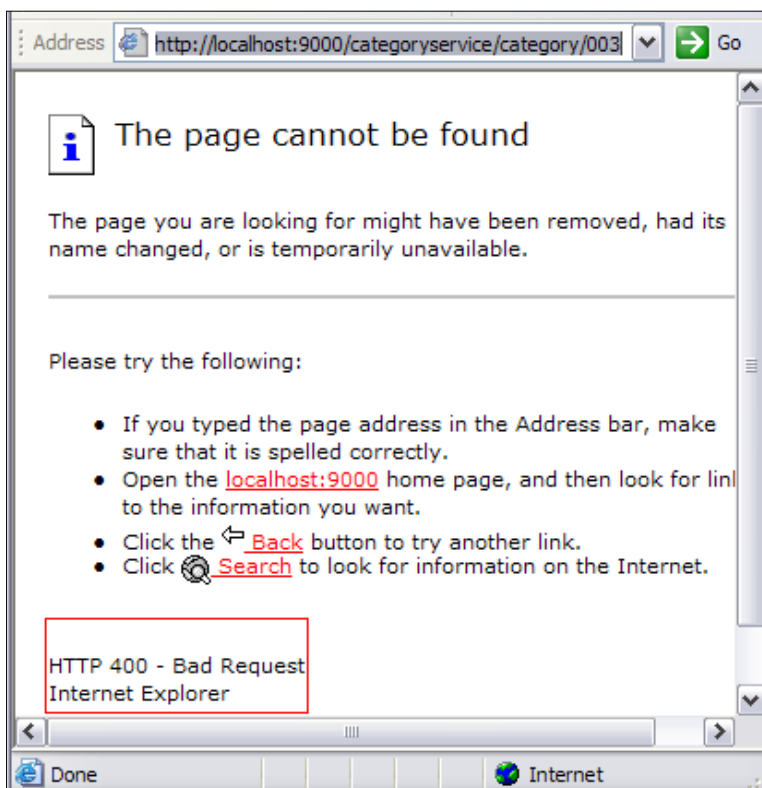 Address http://localhost:9000/categoryservice/category/003 Go
The page cannot be found
The page you are looking for might have been removed, had its
name changed, or is temporarily unavailable.
Please try the following:
If you typed the page address in the Address bar, make
sure that it is spelled correctly.
Open the localhost:9000 home page, and then look for lin
to the information you want.
Click the Back button to try another link.
Click Search to look for information on the Internet.
HTTP 400 - Bad Request
Internet Explorer
Done Internet